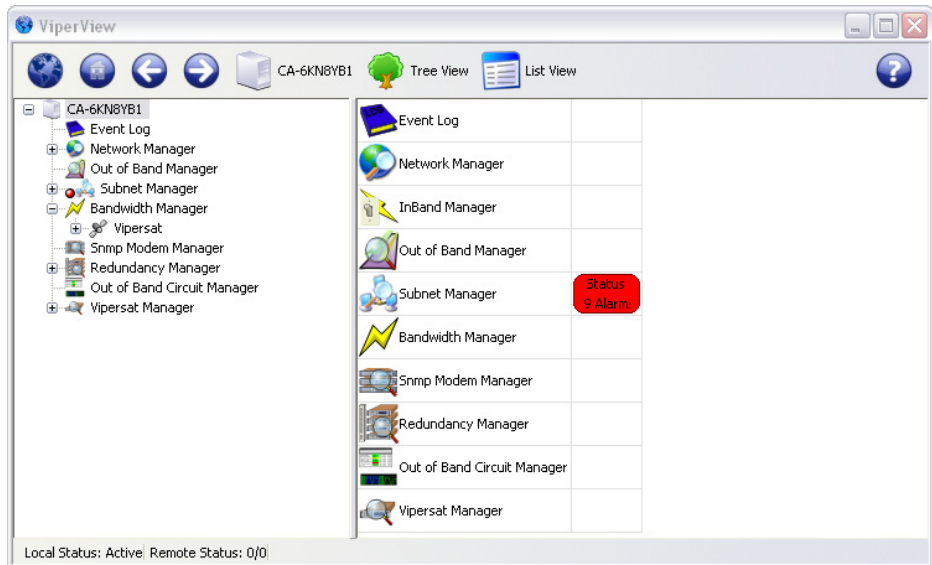 ViperView
CA-6KN8YB1 Tree View List View
CA-6KN8YB1
Event Log
Network Manager
Out of Band Manager
Subnet Manager
Bandwidth Manager
Vipersat
Snmp Modem Manager
Redundancy Manager
Out of Band Circuit Manager
Vipersat Manager
LOG
Event Log
Network Manager
InBand Manager
Out of Band Manager
Subnet Manager
Status
9 Alarm:
Bandwidth Manager
Snmp Modem Manager
Redundancy Manager
Out of Band Circuit Manager
Vipersat Manager
Local Status: Active Remote Status: 0/0